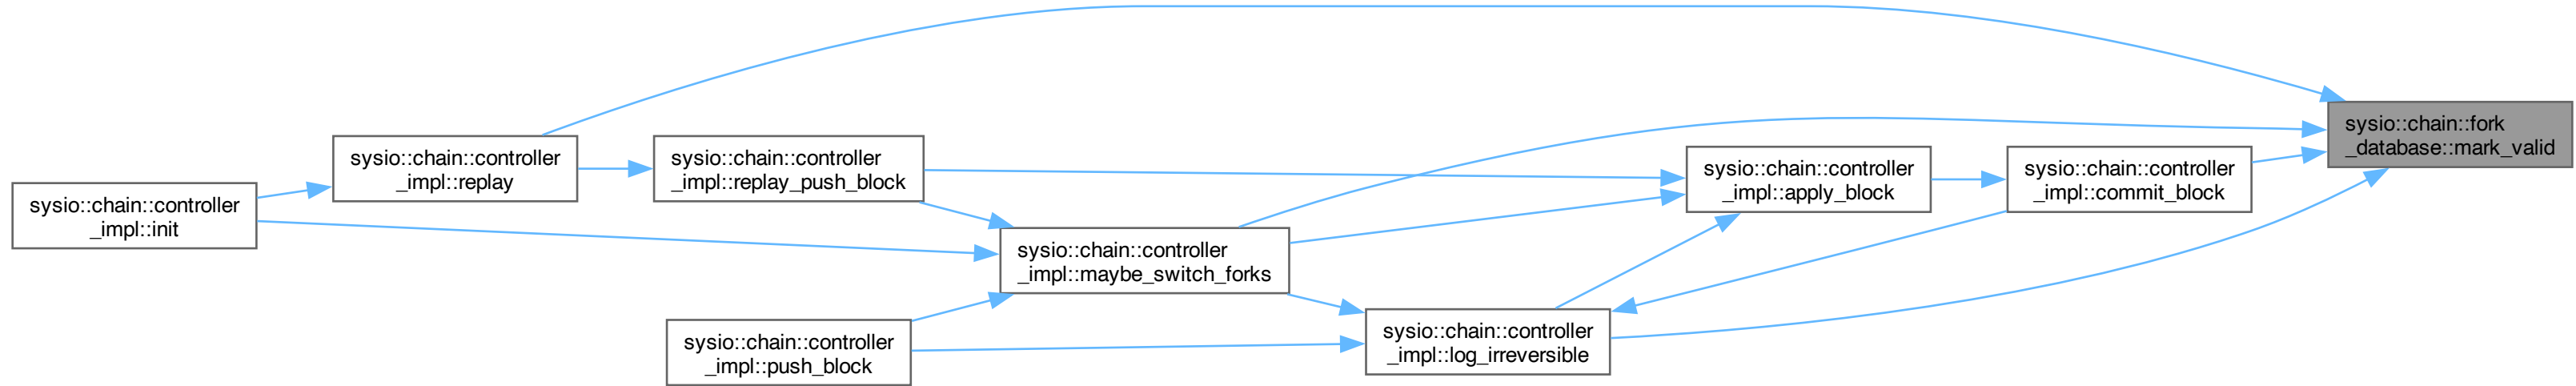 sysio::chain::controller
_impl::init
sysio::chain::controller
_impl::replay
sysio::chain::controller
_impl::replay_push_block
sysio::chain::controller
_impl::maybe_switch_forks
sysio::chain::controller
_impl::push_block
sysio::chain::controller
_impl::log_irreversible
sysio::chain::controller
_impl::apply_block
sysio::chain::controller
_impl::commit_block
sysio::chain::fork
_database::mark_valid